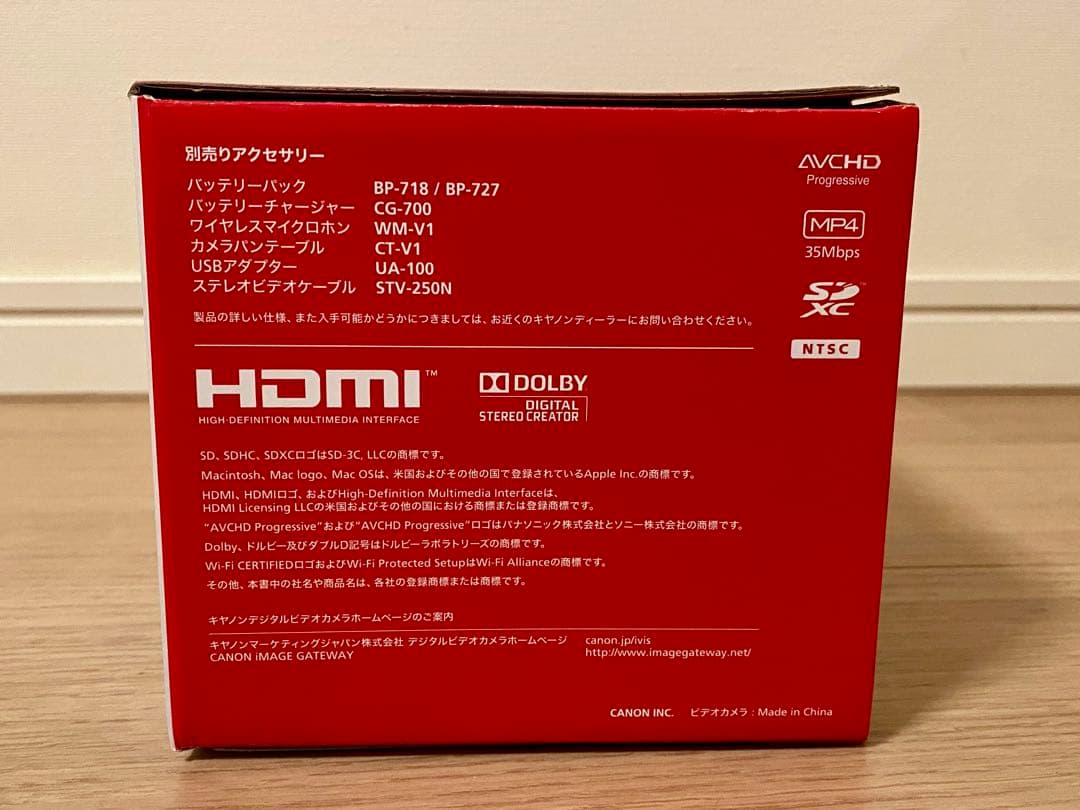 別売りアクセサリー
バッテリーパック BP-718 / BP-727
バッテリーチャージャー CG-700
ワイヤレスマイクロホン WM-V1
カメラパンテーブル CT-V1
USBアダプター UA-100
ステレオビデオケーブル STV-250N
製品の詳しい仕様、また入手可能かどうかにつきましては、お近くのキヤノンディーラーにお問い合わせください。
AVCHD
Progressive
MP4
35Mbps
SD
XC™
NTSC
HDMI™
HIGH-DEFINITION MULTIMEDIA INTERFACE
DOLBY
DIGITAL
STEREO CREATOR
SD、SDHC、SDXCロゴはSD-3C, LLCの商標です。
Macintosh、Mac logo、Mac OSは、米国およびその他の国で登録されているApple Inc.の商標です。
HDMI、HDMIロゴ、およびHigh-Definition Multimedia Interfaceは、
HDMI Licensing LLCの米国およびその他の国における商標または登録商標です。
“AVCHD Progressive”および“AVCHD Progressive”ロゴはパナソニック株式会社とソニー株式会社の商標です。
Dolby、ドルビー及びダブルD記号はドルビーラボラトリーズの商標です。
Wi-Fi CERTIFIEDロゴおよびWi-Fi Protected SetupはWi-Fi Allianceの商標です。
その他、本書中の社名や商品名は、各社の登録商標または商標です。
キヤノンデジタルビデオカメラホームページのご案内
キヤノンマーケティングジャパン株式会社 デジタルビデオカメラホームページ canon.jp/ivis
CANON iMAGE GATEWAY http://www.imagegateway.net/
CANON INC. ビデオカメラ : Made in China